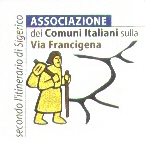 ASSOCIAZIONE
dei Comuni Italiani sulla
Via Francigena
secondo l'itinerario di Sigerico